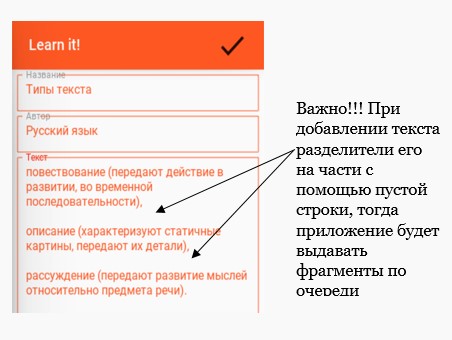 Learn it!
Название
Типы текста
Автор
Русский язык
Текст
повествование (передают действие в
развитии, во временной
последовательности),
описание (характеризуют статичные
картины, передают их детали),
рассуждение (передают развитие мыслей
относительно предмета речи).
Важно!!! При
добавлении текста
разделители его
на части с
помощью пустой
строки, тогда
приложение будет
выдавать
фрагменты по
очереди